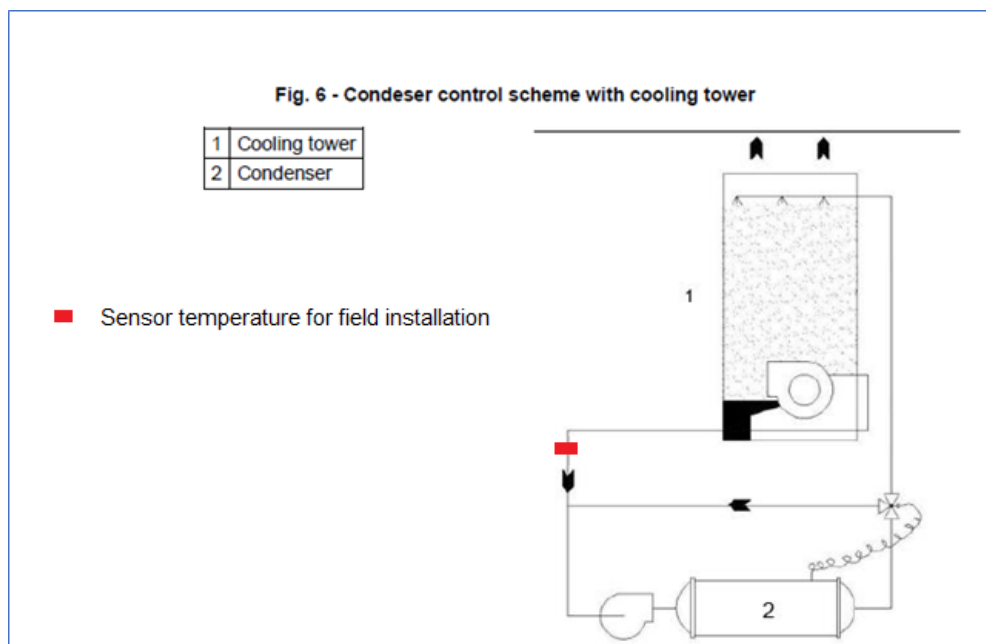 Fig. 6 - Condeser control scheme with cooling tower
1 Cooling tower
2 Condenser
1
Sensor temperature for field installation
2